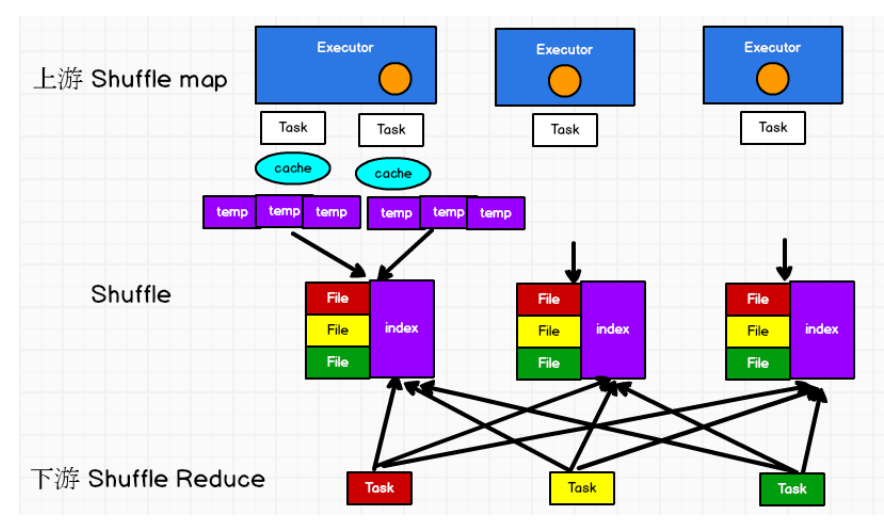 Executor
Executor
Executor
上游 Shuffle map
Task
Task
Task
Task
cache
cache
temp
temp
temp
temp
temp
temp
Shuffle
File
File
File
index
File
File
File
index
File
File
File
index
下游 Shuffle Reduce
Task
Task
Task